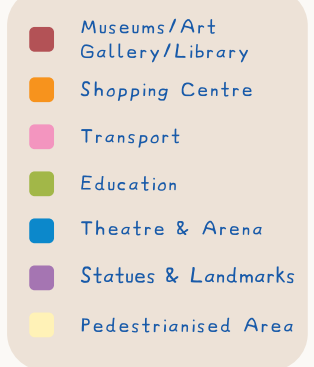 Museums/Art
Gallery/Library
Shopping Centre
Transport
Education
Theatre & Arena
Statues & Landmarks
Pedestrianised Area